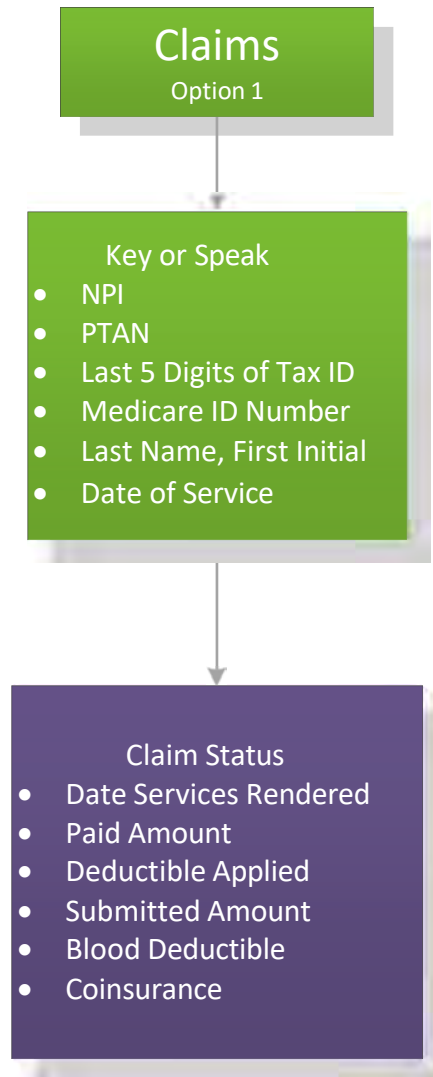 Claims
Option 1
Key or Speak
• NPI
• PTAN
• Last 5 Digits of Tax ID
• Medicare ID Number
• Last Name, First Initial
• Date of Service
Claim Status
• Date Services Rendered
• Paid Amount
• Deductible Applied
• Submitted Amount
• Blood Deductible
• Coinsurance